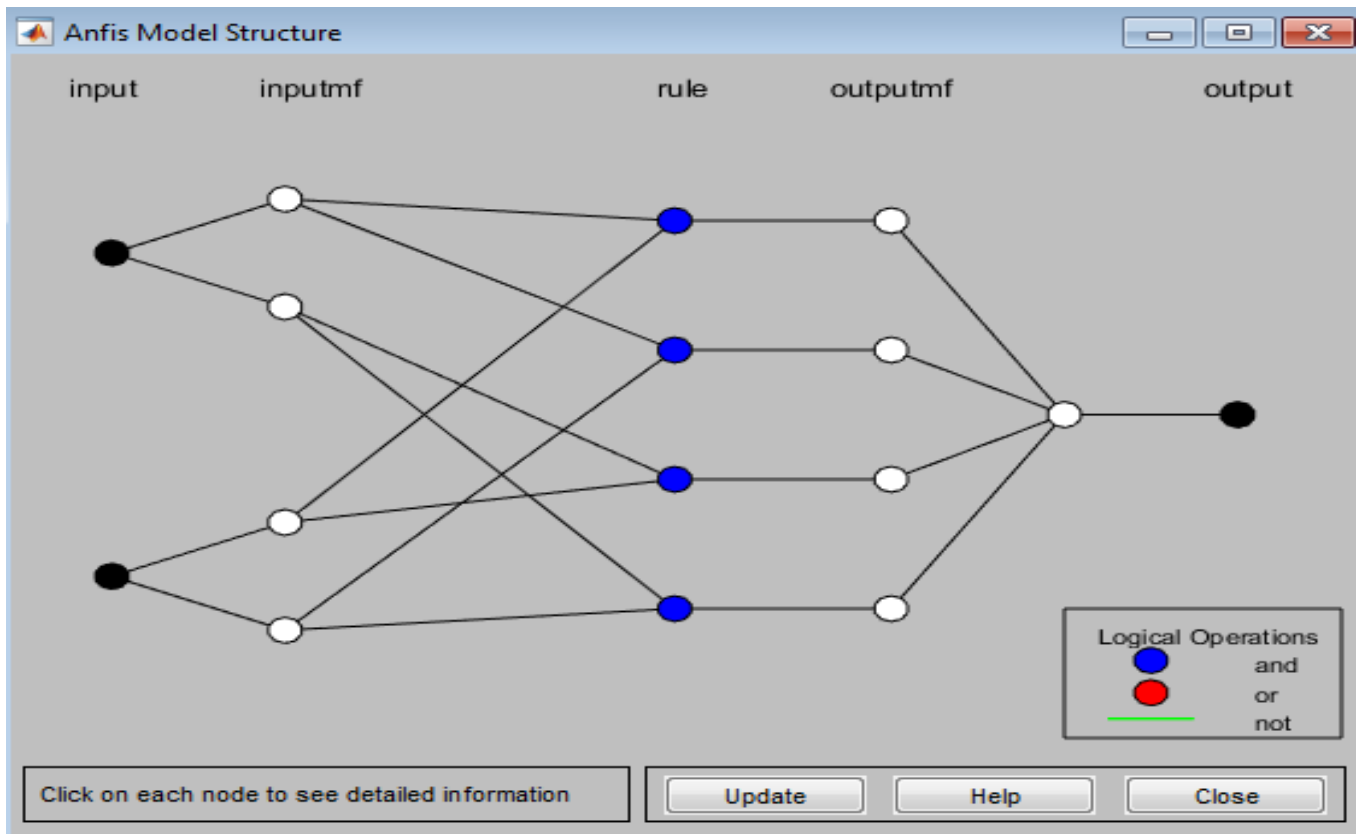 Anfis Model Structure
input inputmf rule outputmf output
Logical Operations
and
or
not
Click on each node to see detailed information
Update Help Close